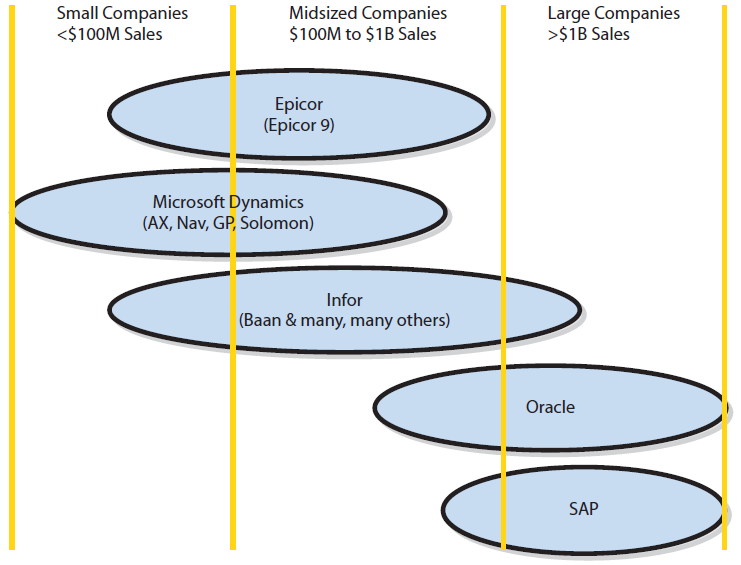 Small Companies
<$100M Sales
Midsized Companies
$100M to $1B Sales
Large Companies
>$1B Sales
Epicor
(Epicor 9)
Microsoft Dynamics
(AX, Nav, GP, Solomon)
Infor
(Baan & many, many others)
Oracle
SAP